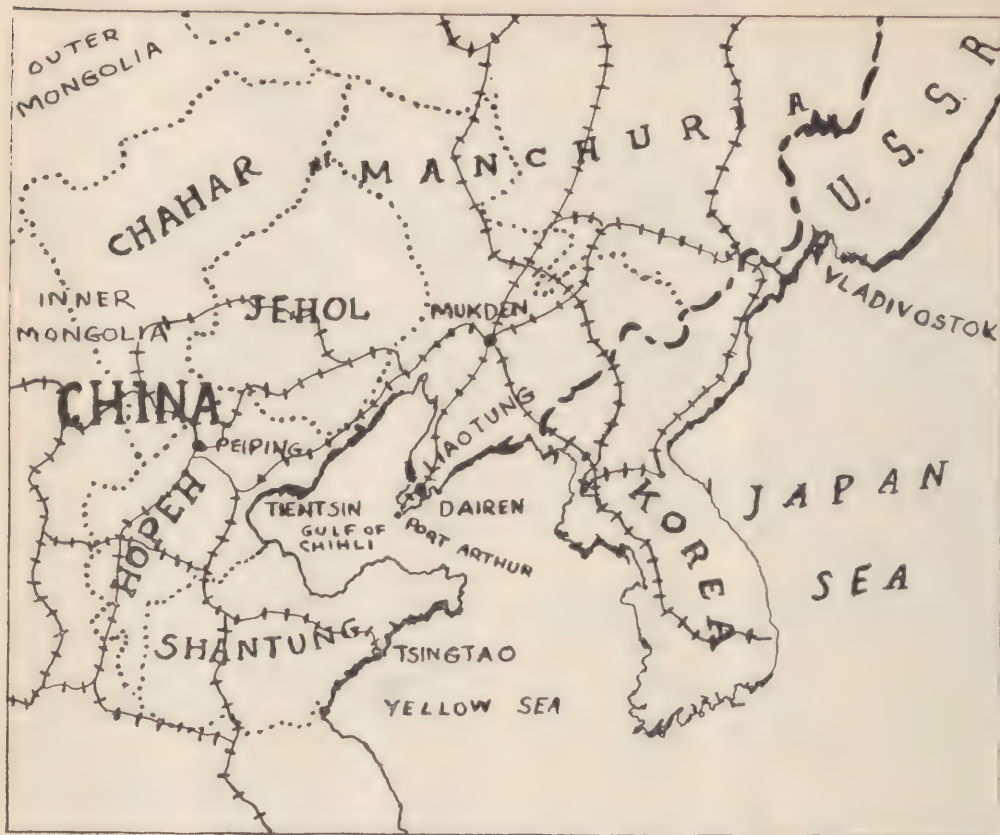 OUTER
MONGOLIA
U.S.S.R
MANCHURIA
CHAHAR
INNER
MONGOLIA
JEHOL
MUKDEN
VLADIVOSTOK
CHINA
PEIPING
LIAOTUNG
HOPEH
TIENTSIN
GULF OF
CHIHLI
DAIREN
PORT ARTHUR
KOREA
JAPAN
SEA
SHANTUNG
TSINGTAO
YELLOW SEA